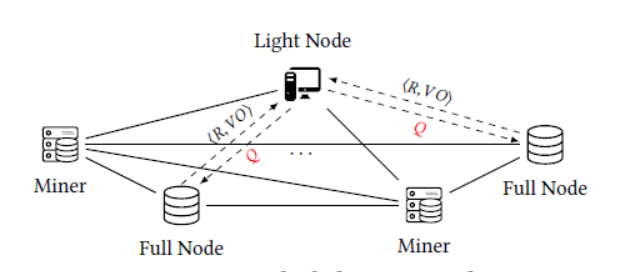 Light Node
⟨R, VO⟩
⟨R, VO⟩
Q
Q
...
Miner
Full Node
Full Node
Miner